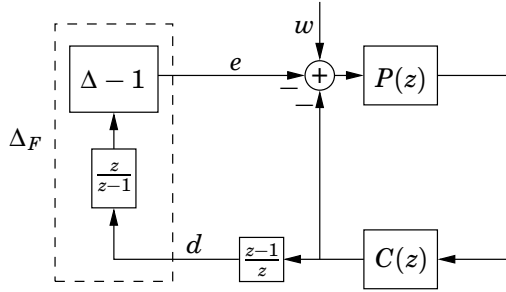 w
e
Δ − 1
− + P(z)
−
Δ_F
z/(z−1)
d
(z−1)/z
C(z)